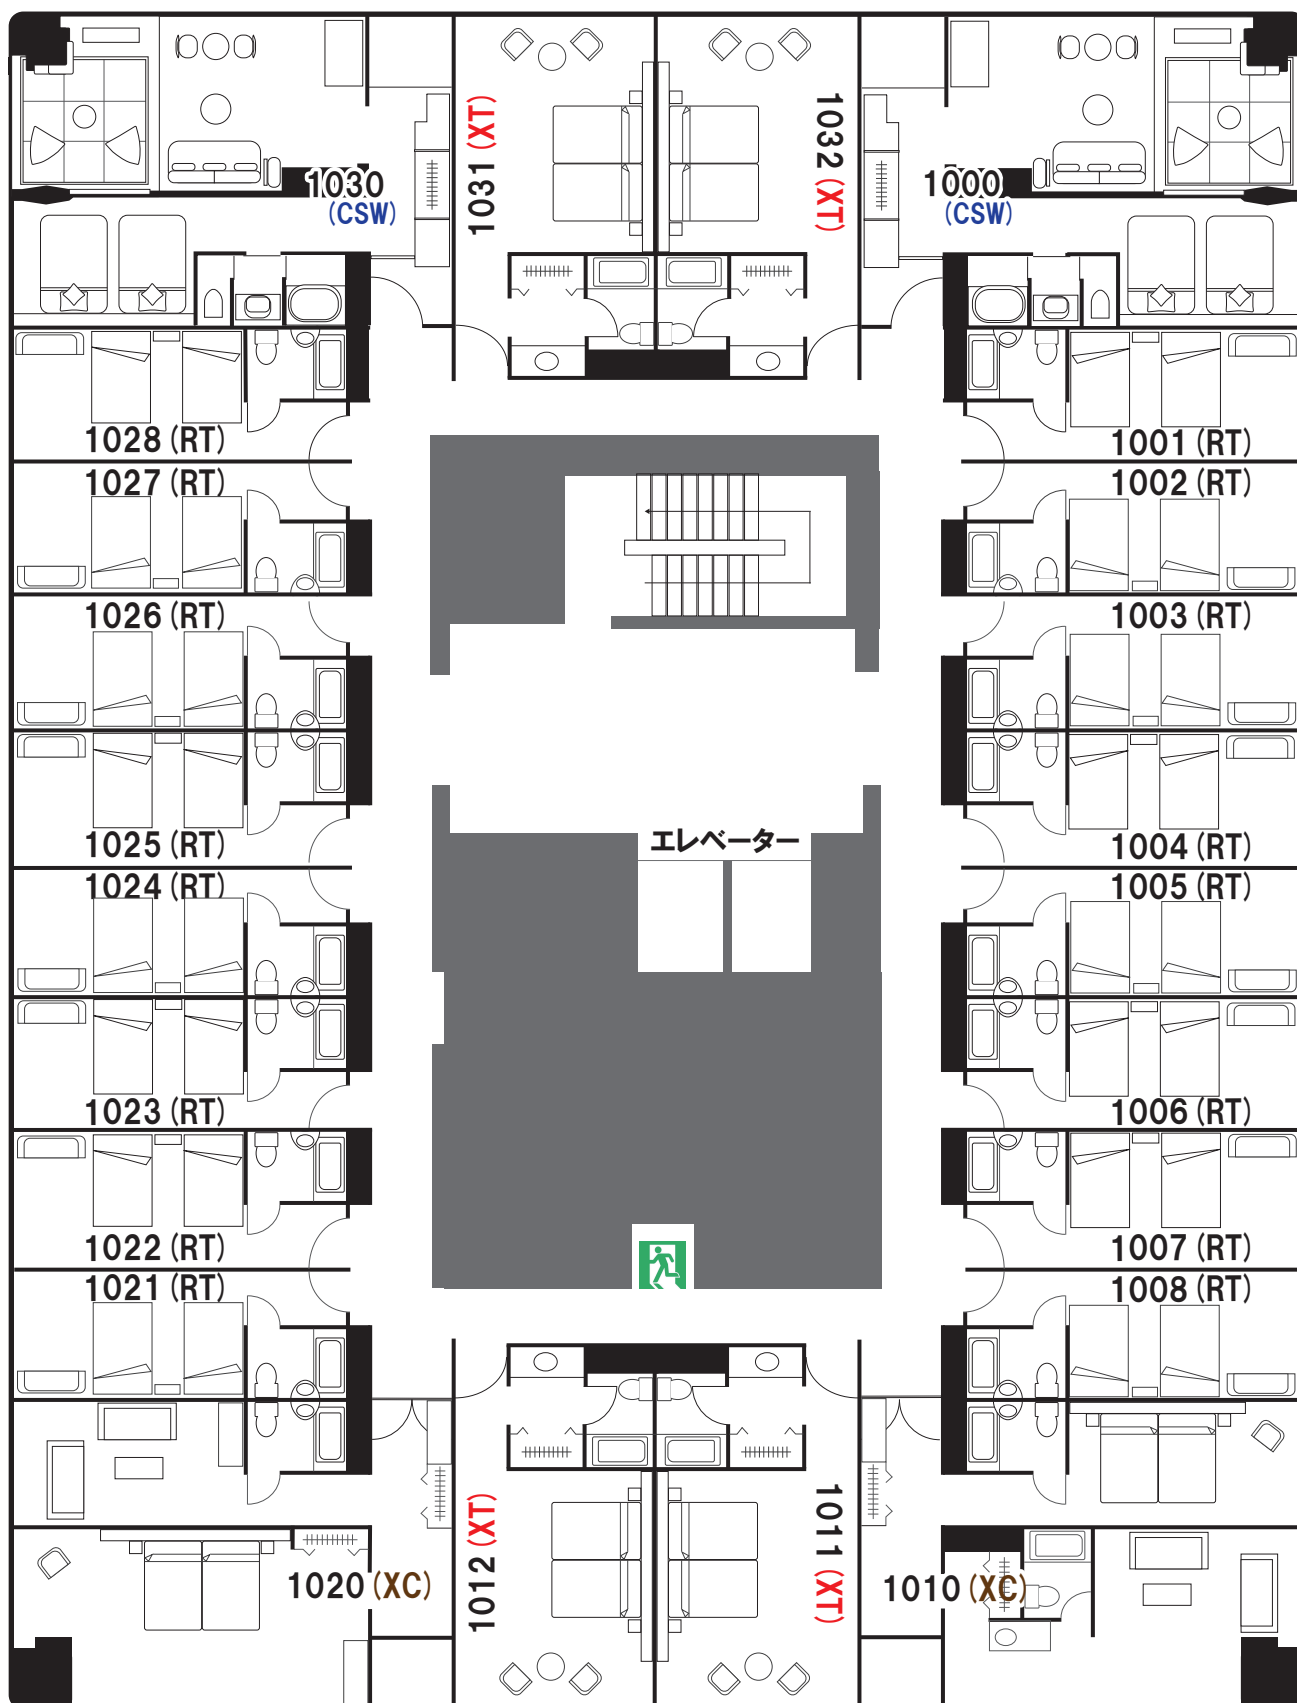 1031 (XT)
1032 (XT)
1030
(CSW)
1000
(CSW)
1028 (RT)
1001 (RT)
1027 (RT)
1002 (RT)
1026 (RT)
1003 (RT)
1025 (RT)
エレベーター
1004 (RT)
1024 (RT)
1005 (RT)
1023 (RT)
1006 (RT)
1022 (RT)
1007 (RT)
1021 (RT)
1008 (RT)
1012 (XT)
1011 (XT)
1020 (XC)
1010 (XC)